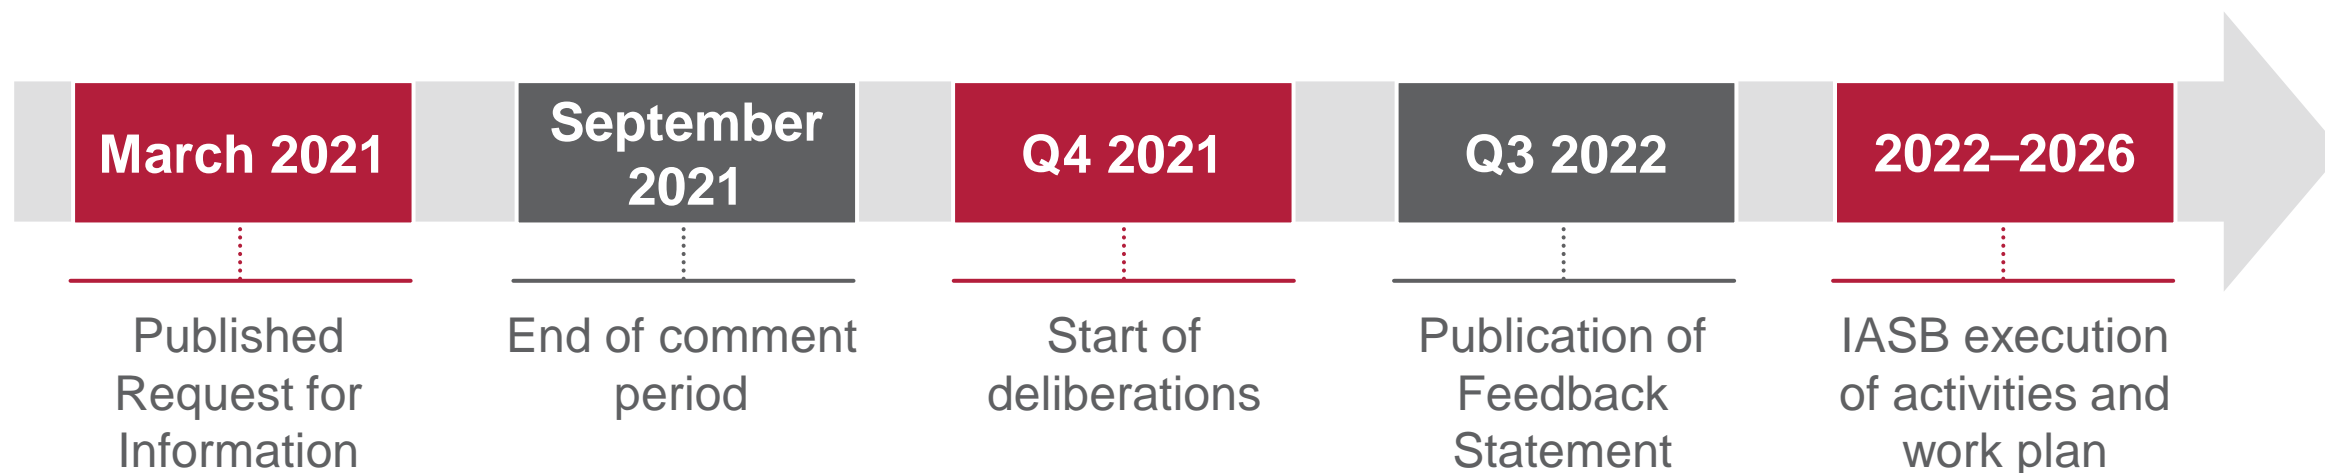 March 2021
Published
Request for
Information
September
2021
End of comment
period
Q4 2021
Start of
deliberations
Q3 2022
Publication of
Feedback
Statement
2022–2026
IASB execution
of activities and
work plan